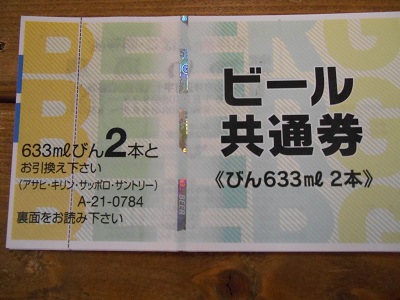 BEERG
BEERG
BEER
633mlびん2本と
お引換え下さい
(アサヒ・キリン・サッポロ・サントリー)
A-21-0784
裏面をお読み下さい
ビール
共通券
《びん633ml 2本》